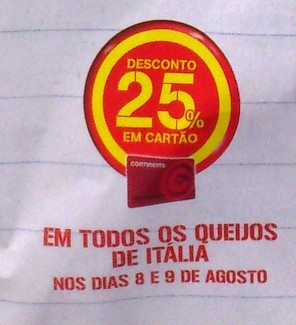 DESCONTO
25%
EM CARTÃO
CONTINENTE
EM TODOS OS QUEIJOS
DE ITÁLIA
NOS DIAS 8 E 9 DE AGOSTO